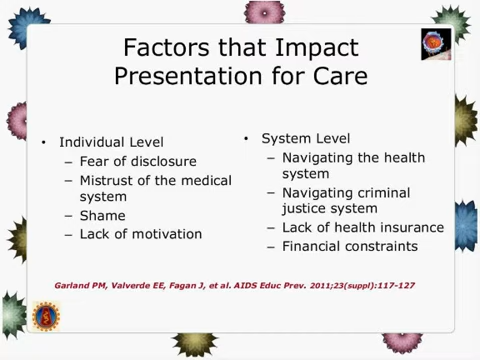 Factors that Impact
Presentation for Care
• Individual Level
– Fear of disclosure
– Mistrust of the medical
system
– Shame
– Lack of motivation
• System Level
– Navigating the health
system
– Navigating criminal
justice system
– Lack of health insurance
– Financial constraints
Garland PM, Valverde EE, Fagan J, et al. AIDS Educ Prev. 2011;23(suppl):117-127